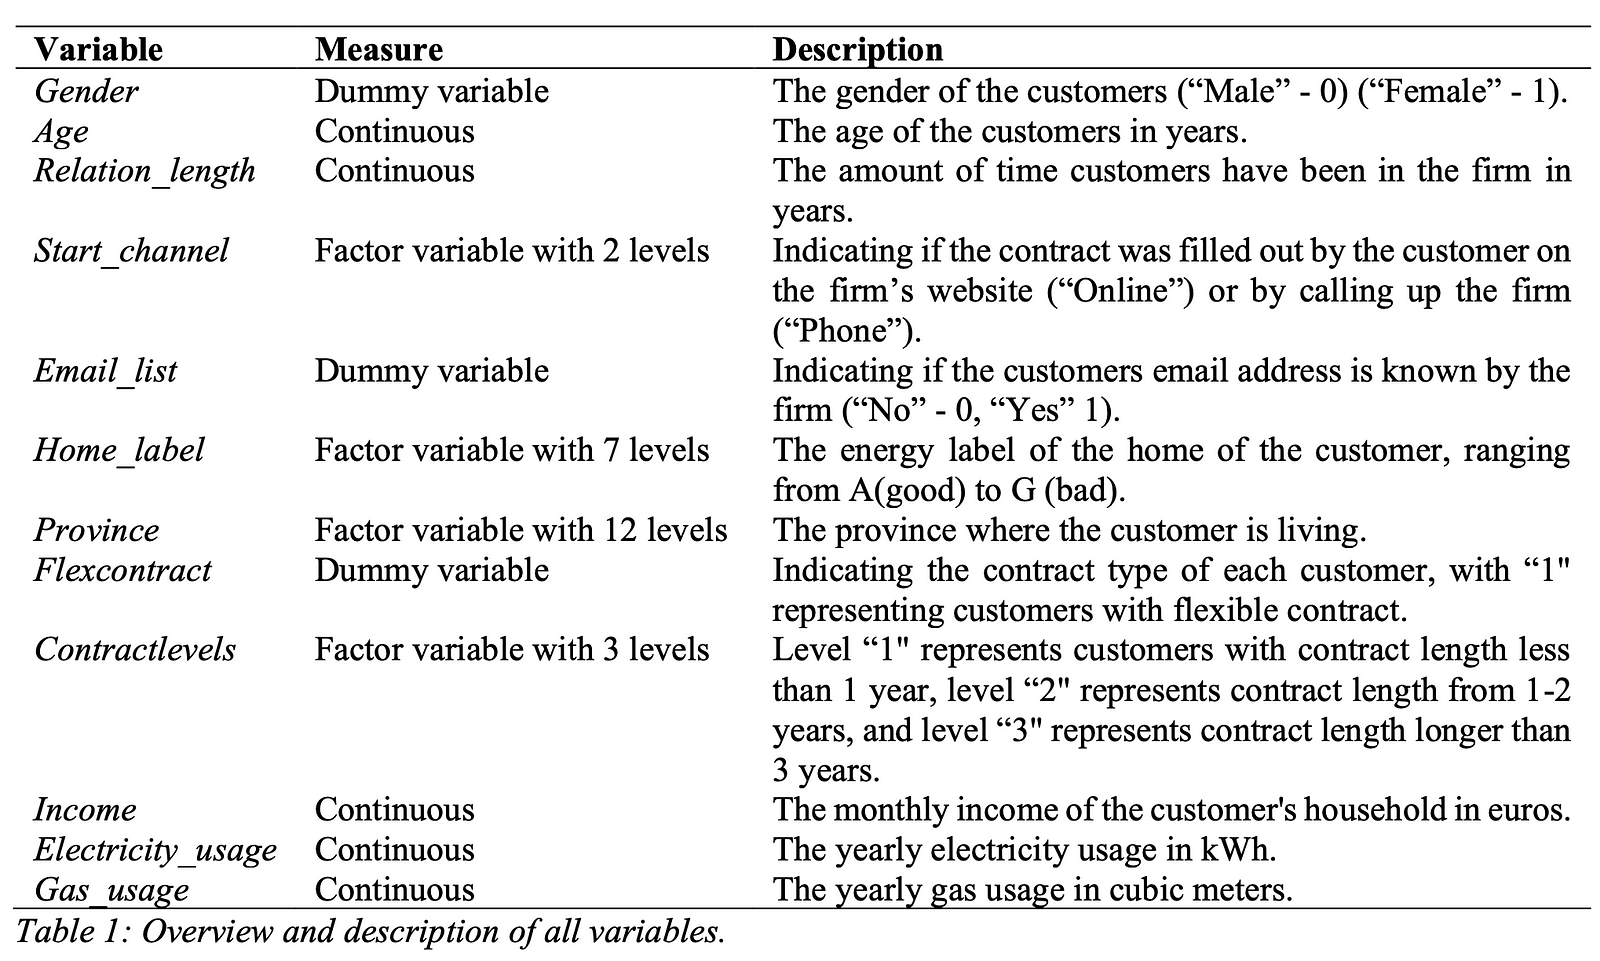 Variable Measure Description
Gender Dummy variable The gender of the customers (“Male” - 0) (“Female” - 1).
Age Continuous The age of the customers in years.
Relation_length Continuous The amount of time customers have been in the firm in
years.
Start_channel Factor variable with 2 levels Indicating if the contract was filled out by the customer on
the firm’s website (“Online”) or by calling up the firm
(“Phone”).
Email_list Dummy variable Indicating if the customers email address is known by the
firm (“No” - 0, “Yes” 1).
Home_label Factor variable with 7 levels The energy label of the home of the customer, ranging
from A(good) to G (bad).
Province Factor variable with 12 levels The province where the customer is living.
Flexcontract Dummy variable Indicating the contract type of each customer, with “1"
representing customers with flexible contract.
Contractlevels Factor variable with 3 levels Level “1" represents customers with contract length less
than 1 year, level “2" represents contract length from 1-2
years, and level “3" represents contract length longer than
3 years.
Income Continuous The monthly income of the customer's household in euros.
Electricity_usage Continuous The yearly electricity usage in kWh.
Gas_usage Continuous The yearly gas usage in cubic meters.
Table 1: Overview and description of all variables.